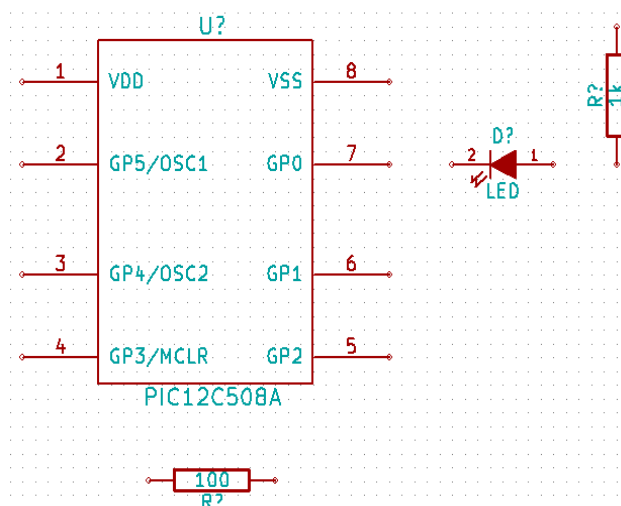 U?
1 VDD VSS 8
2 GP5/OSC1 GP0 7
3 GP4/OSC2 GP1 6
4 GP3/MCLR GP2 5
PIC12C508A
D?
2 1
LED
R?
1k
100
R?